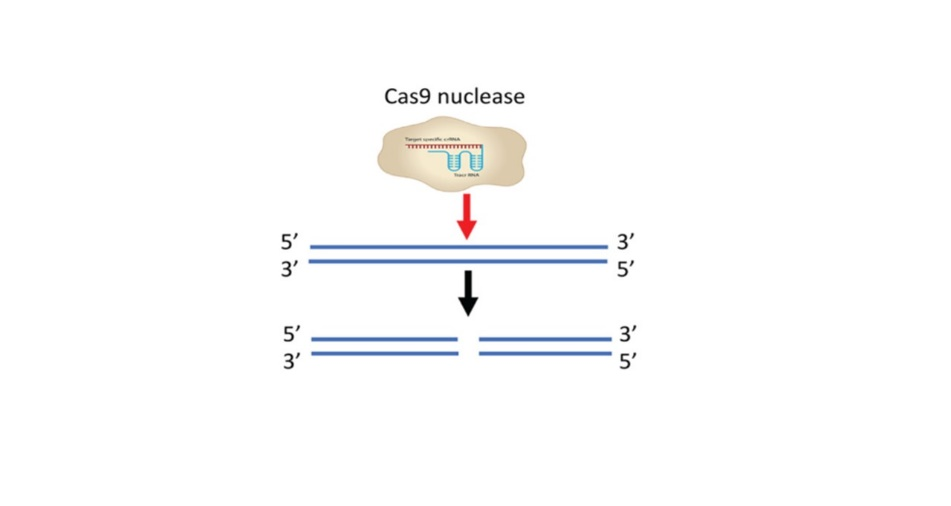 Cas9 nuclease
Target-specific crRNA
Tracr RNA
5’ 3’
3’ 5’
5’ 3’
3’ 5’